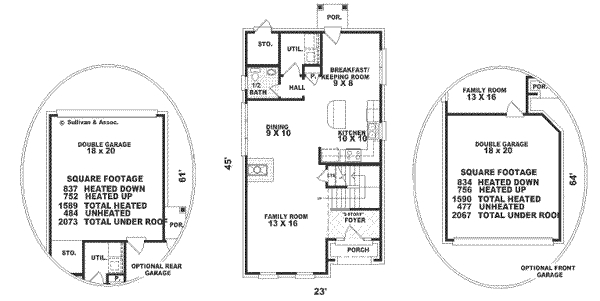 © Sullivan & Assoc.
DOUBLE GARAGE
18 x 20
SQUARE FOOTAGE
837 HEATED DOWN
752 HEATED UP
1589 TOTAL HEATED
484 UNHEATED
2073 TOTAL UNDER ROOF
61'
POR.
STO.
UTIL.
P.
OPTIONAL REAR
GARAGE
POR.
STO.
UTIL.
BREAKFAST/
KEEPING ROOM
9 X 8
1/2
BATH
HALL
P.
DINING
9 X 10
KITCHEN
10 X 10
45'
FAMILY ROOM
13 X 16
"2-STORY"
FOYER
PORCH
23'
FAMILY ROOM
13 X 16
POR.
DOUBLE GARAGE
18 x 20
SQUARE FOOTAGE
834 HEATED DOWN
756 HEATED UP
1590 TOTAL HEATED
477 UNHEATED
2067 TOTAL UNDER ROOF
64'
OPTIONAL FRONT
GARAGE